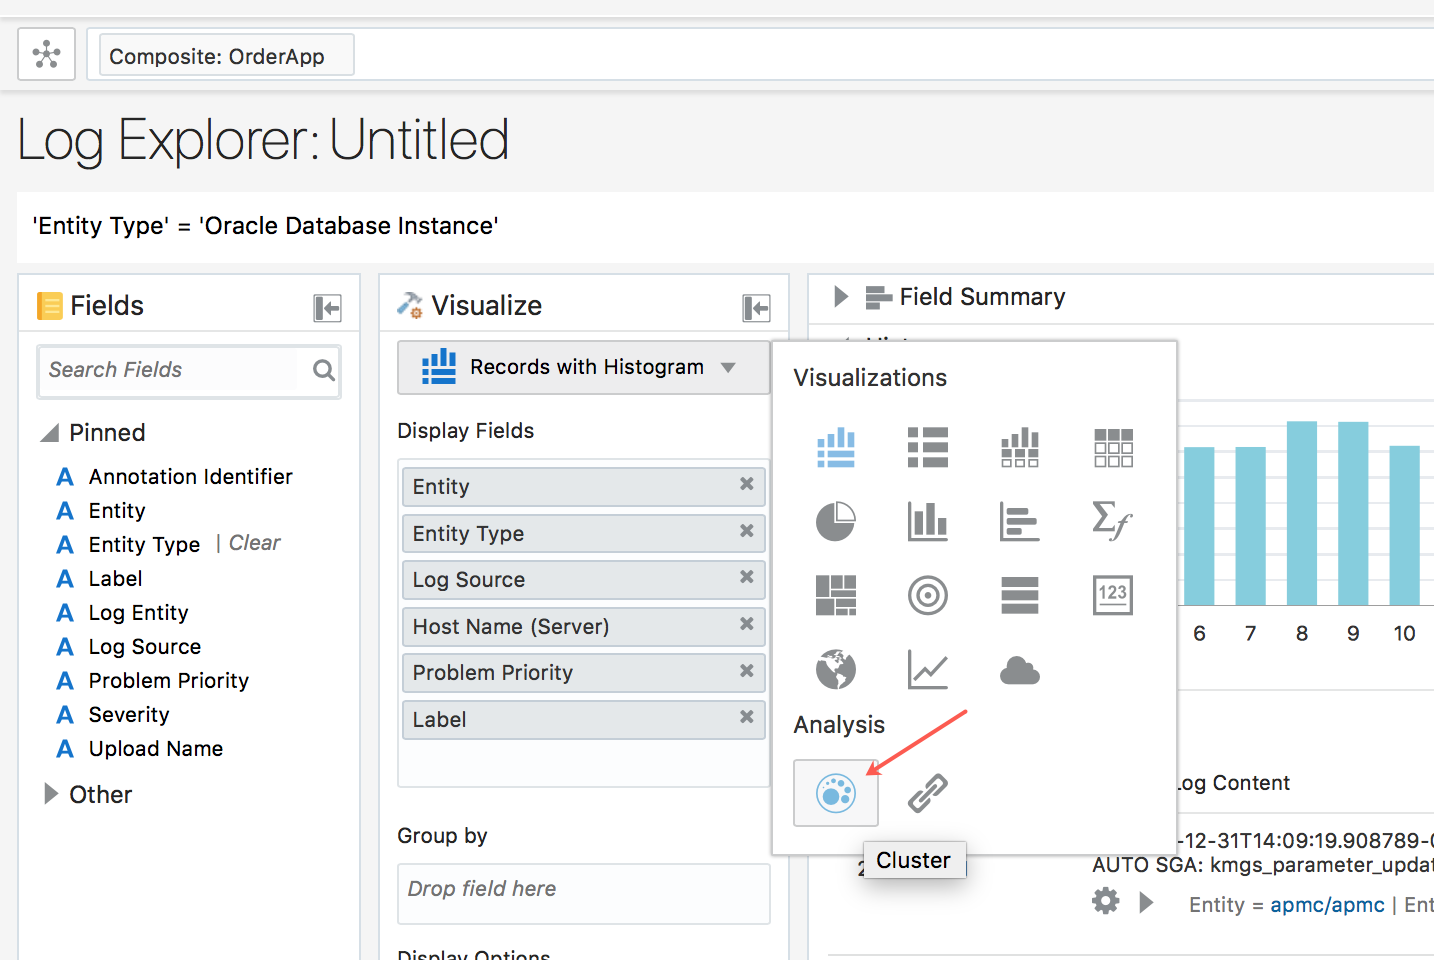 Composite: OrderApp
Log Explorer: Untitled
'Entity Type' = 'Oracle Database Instance'
Fields
Search Fields
Pinned
A Annotation Identifier
A Entity
A Entity Type | Clear
A Label
A Log Entity
A Log Source
A Problem Priority
A Severity
A Upload Name
Other
Visualize
Records with Histogram
Display Fields
Entity
Entity Type
Log Source
Host Name (Server)
Problem Priority
Label
Group by
Drop field here
Display Options
Visualizations
123
Analysis
Cluster
Field Summary
6 7 8 9 10
Log Content
-12-31T14:09:19.908789-0
AUTO SGA: kmgs_parameter_updat
Entity = apmc/apmc | Ent